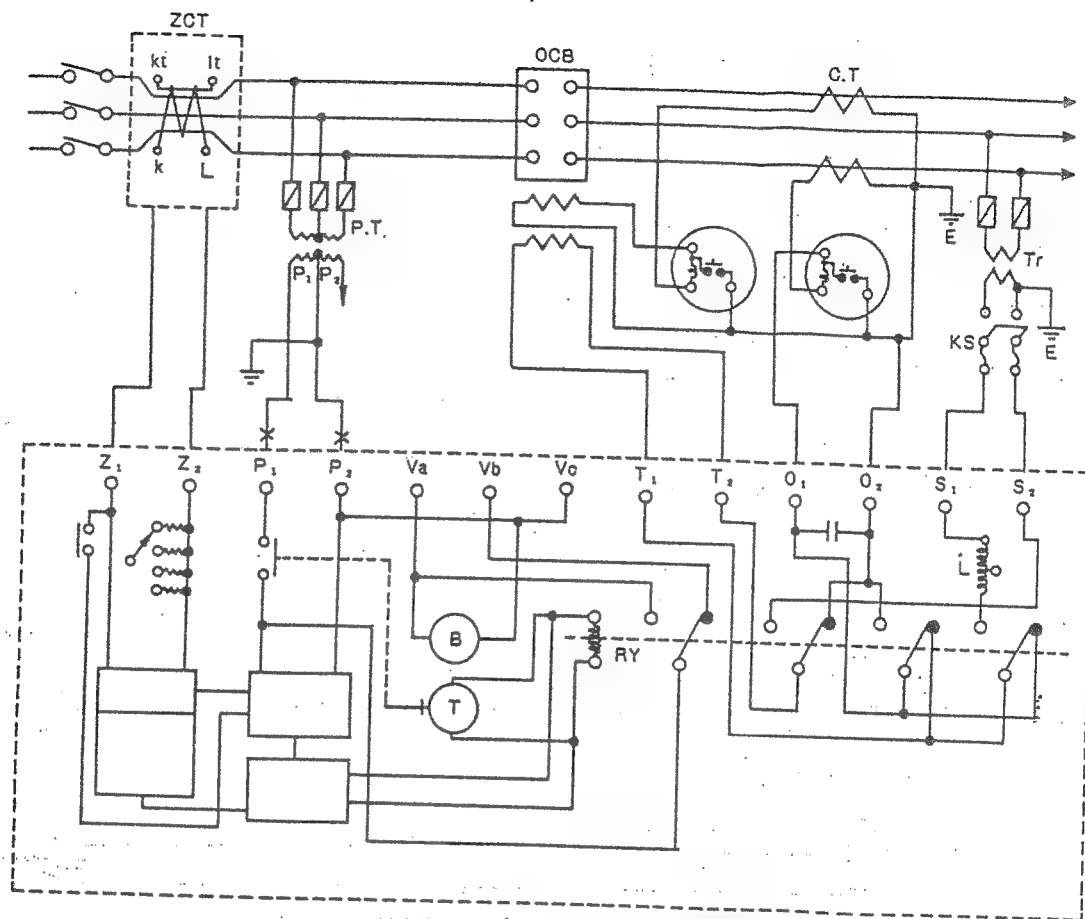 ZCT
kt
lt
k
L
OCB
C.T
P.T.
P₁
P₂
E
Tr
KS
E
Z₁
Z₂
P₁
P₂
Va
Vb
Vc
T₁
T₂
O₁
O₂
S₁
S₂
L
B
RY
T